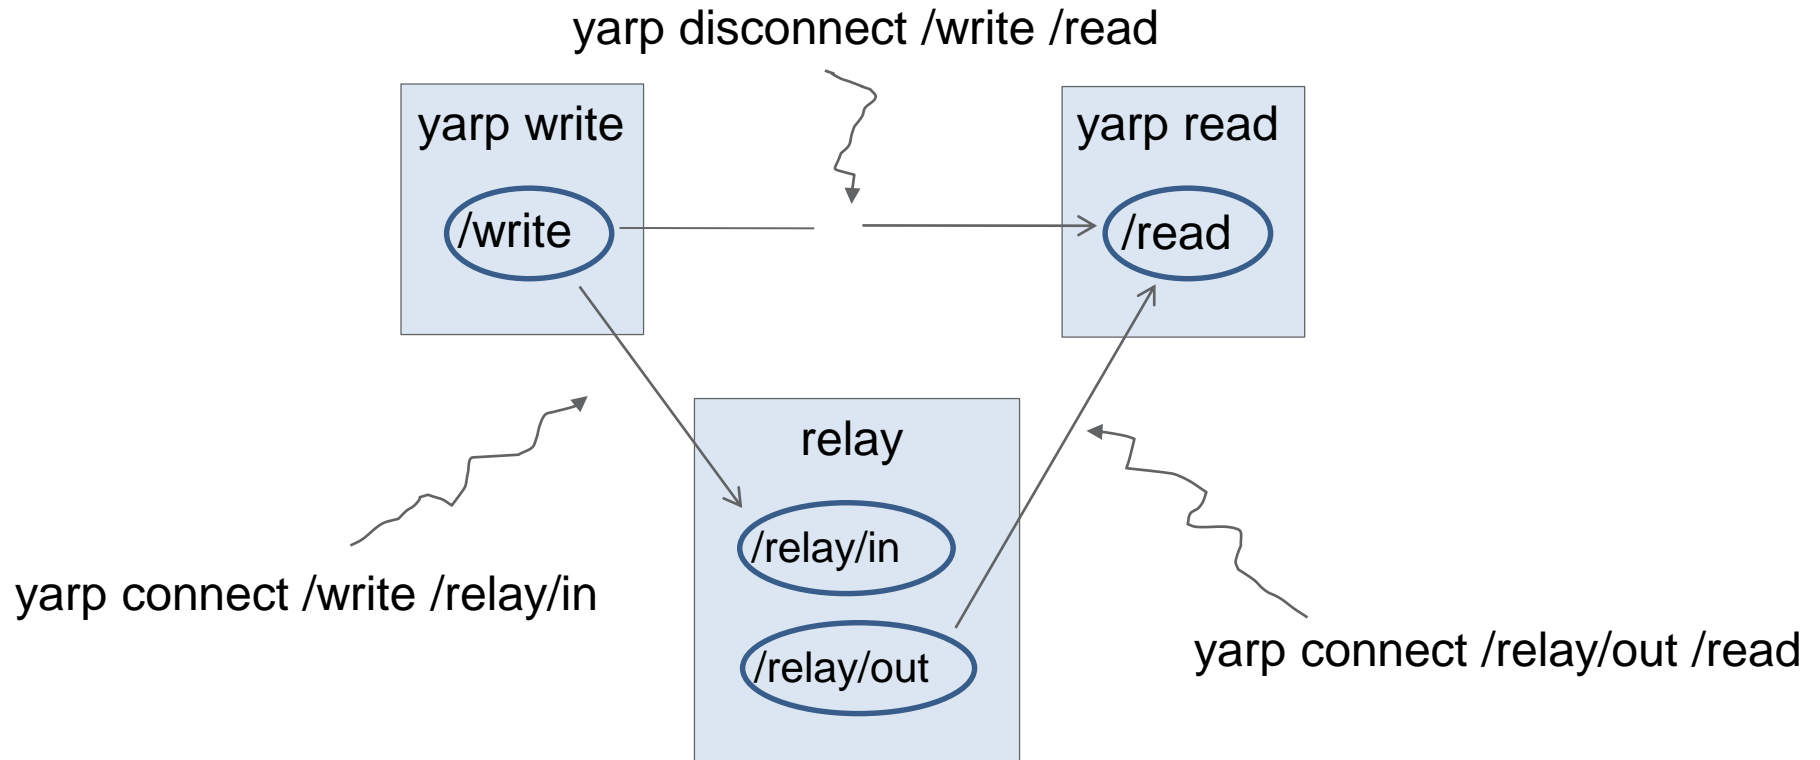 yarp disconnect /write /read
yarp write
yarp read
/write
/read
relay
/relay/in
yarp connect /write /relay/in
/relay/out
yarp connect /relay/out /read